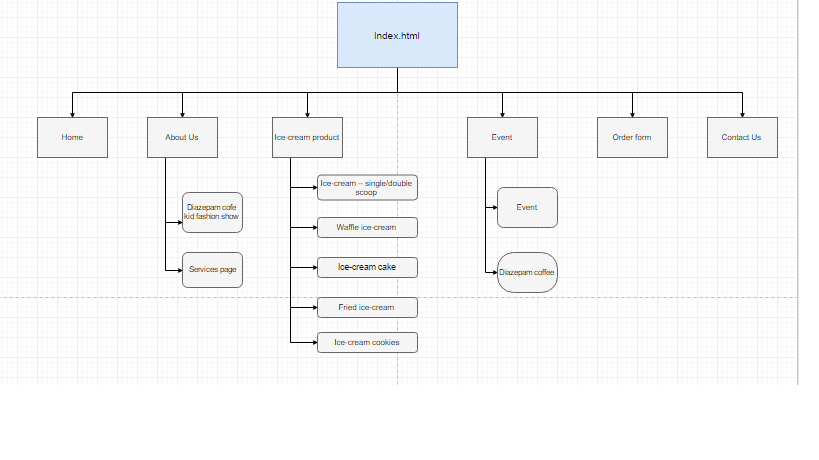 Index.html
Home
About Us
Ice-cream product
Event
Order form
Contact Us
Diazepam cofe
kid fashion show
Services page
Ice-cream – single/double
scoop
Waffle ice-cream
Ice-cream cake
Fried ice-cream
Ice-cream cookies
Event
Diazepam coffee